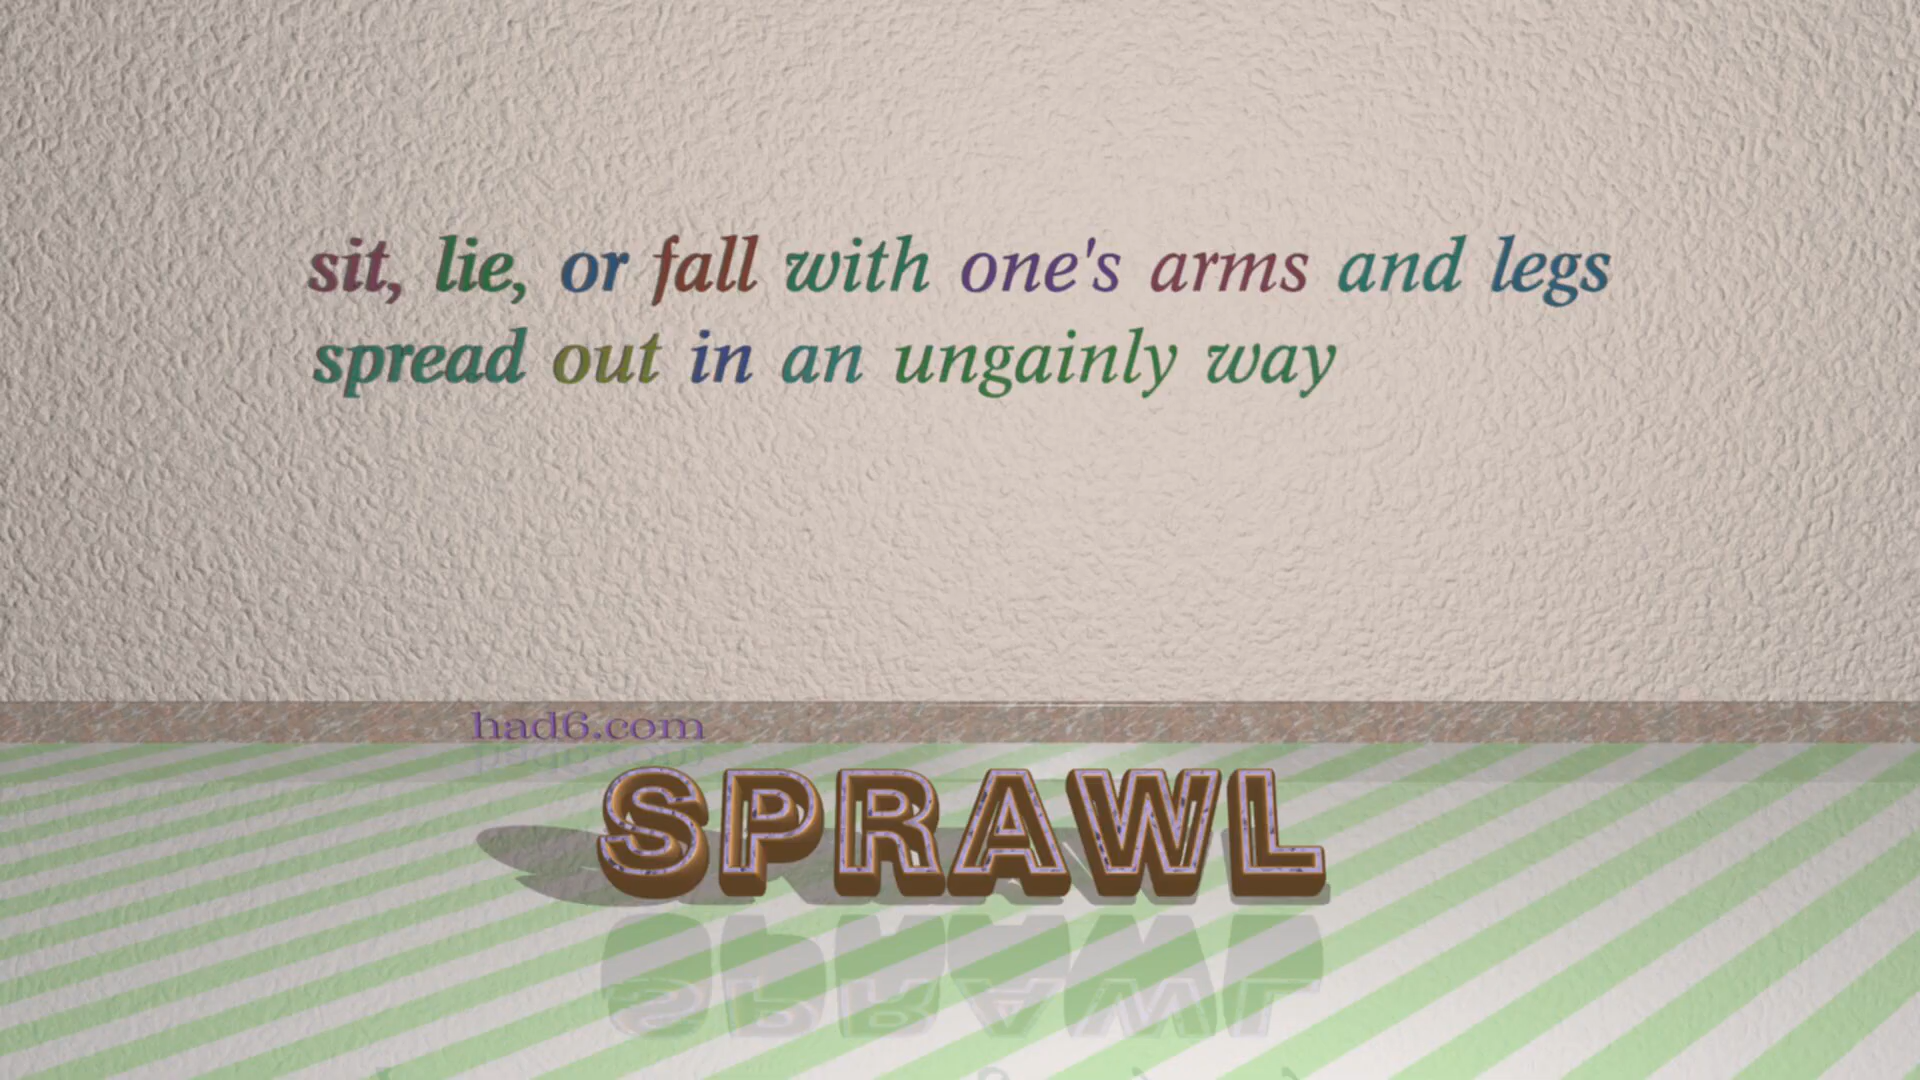 sit, lie, or fall with one's arms and legs
spread out in an ungainly way
had6.com
SPRAWL